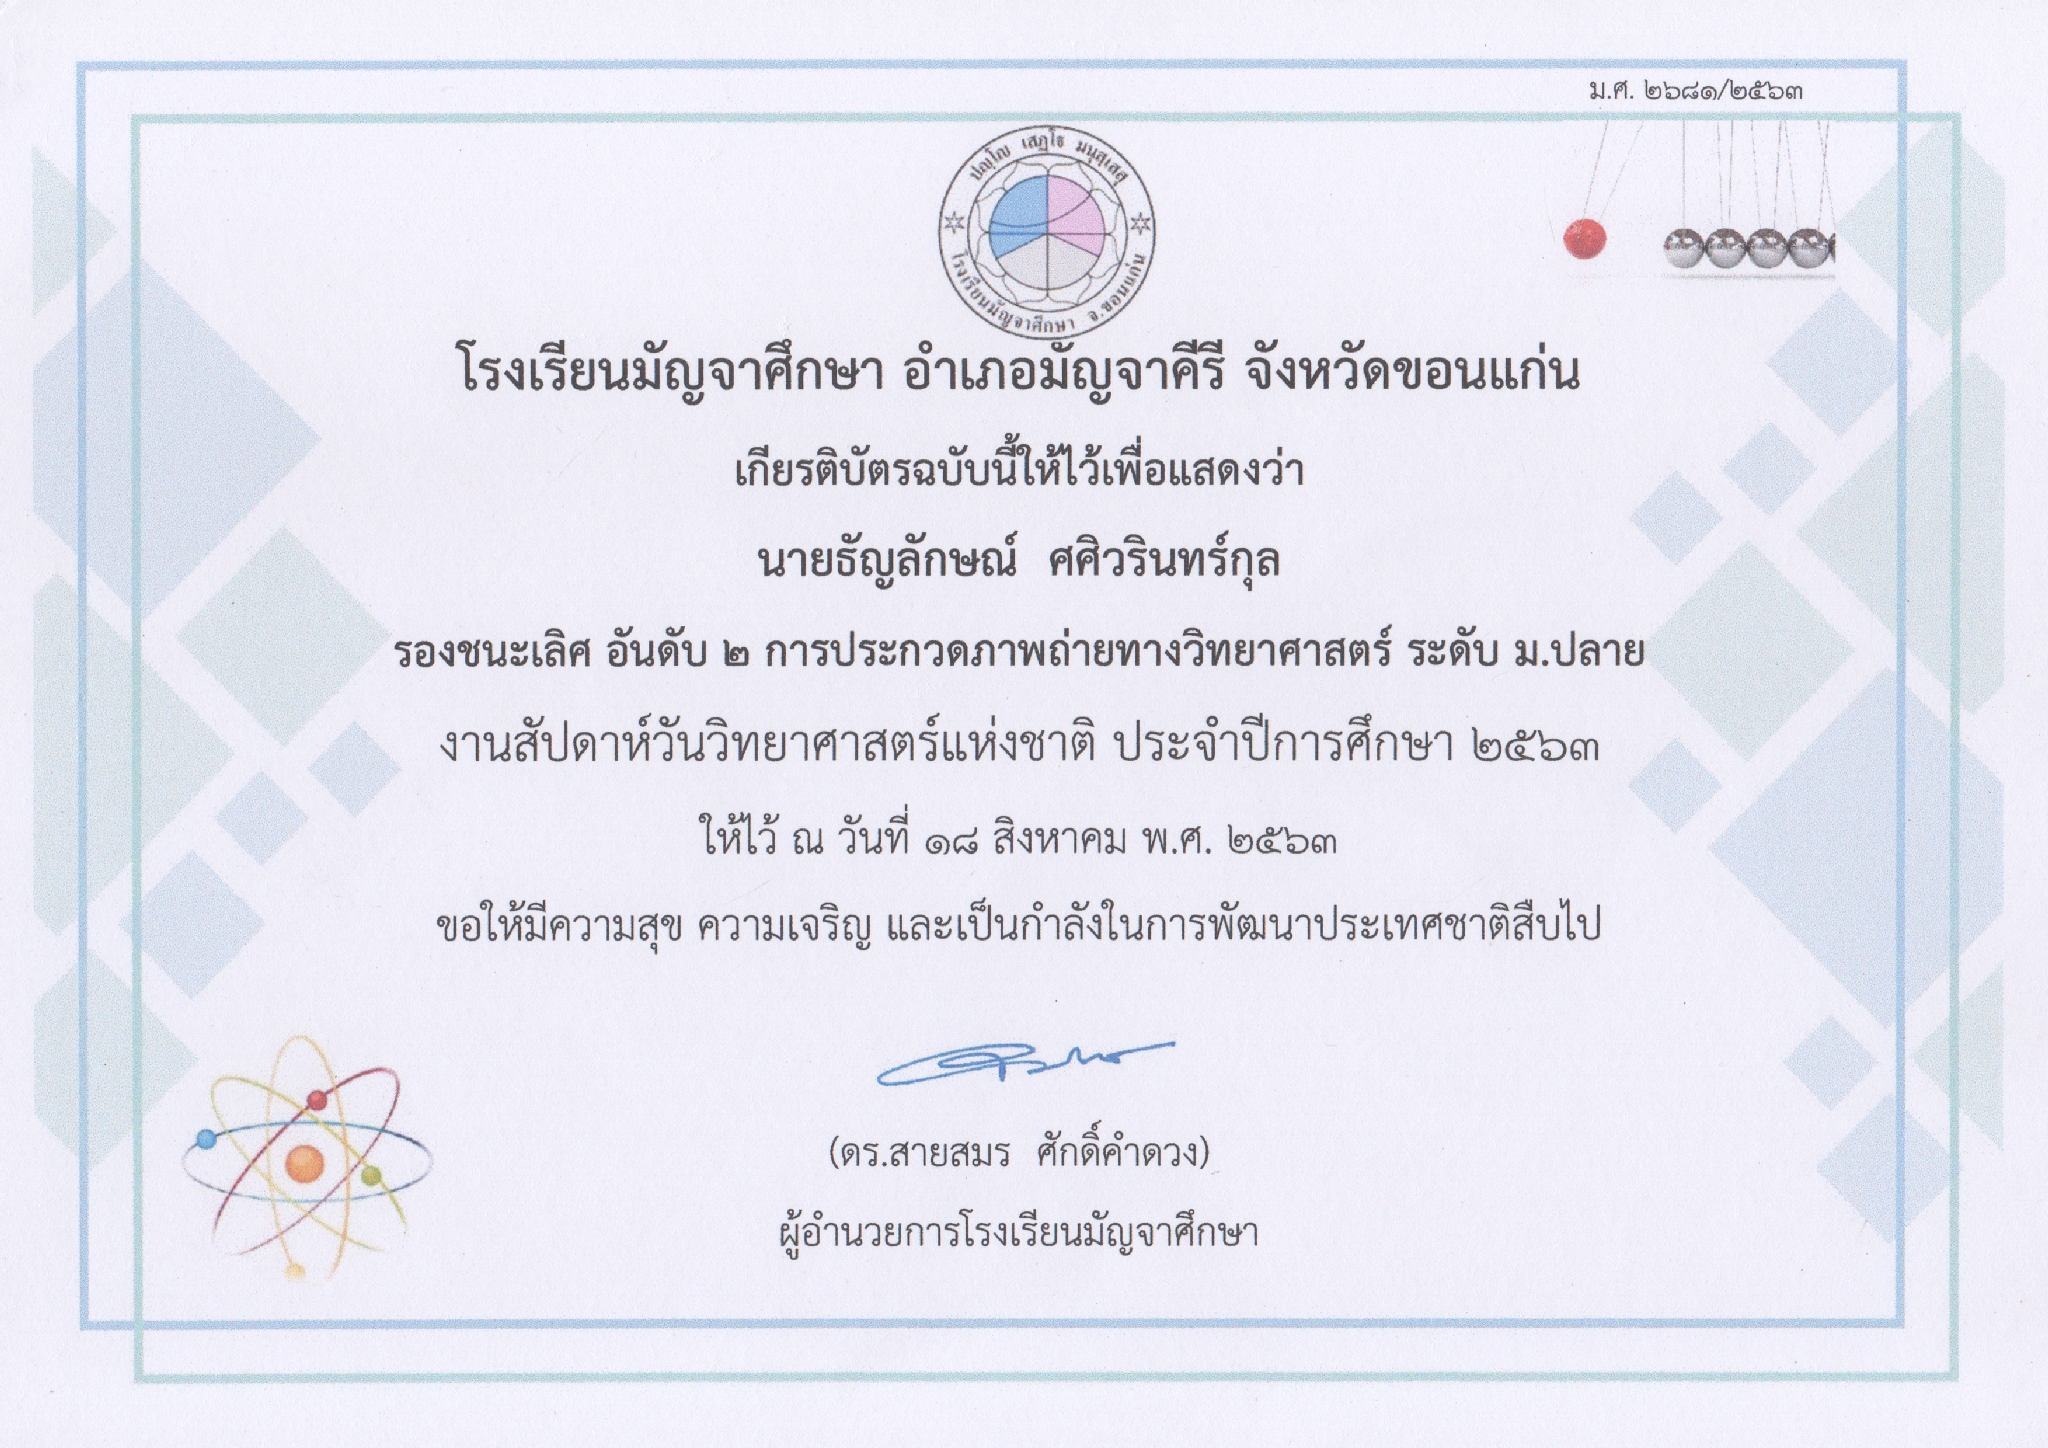 ม.ศ. ๒๖๘๑/๒๕๖๓
ปญฺโญ เสฏฺโฐ มนุสฺเสสุ
โรงเรียนมัญจาศึกษา จ.ขอนแก่น
โรงเรียนมัญจาศึกษา อำเภอมัญจาคีรี จังหวัดขอนแก่น
เกียรติบัตรฉบับนี้ให้ไว้เพื่อแสดงว่า
นายธัญลักษณ์ ศศิวรินทร์กุล
รองชนะเลิศ อันดับ ๒ การประกวดภาพถ่ายทางวิทยาศาสตร์ ระดับ ม.ปลาย
งานสัปดาห์วันวิทยาศาสตร์แห่งชาติ ประจำปีการศึกษา ๒๕๖๓
ให้ไว้ ณ วันที่ ๑๘ สิงหาคม พ.ศ. ๒๕๖๓
ขอให้มีความสุข ความเจริญ และเป็นกำลังในการพัฒนาประเทศชาติสืบไป
(ดร.สายสมร ศักดิ์คำดวง)
ผู้อำนวยการโรงเรียนมัญจาศึกษา